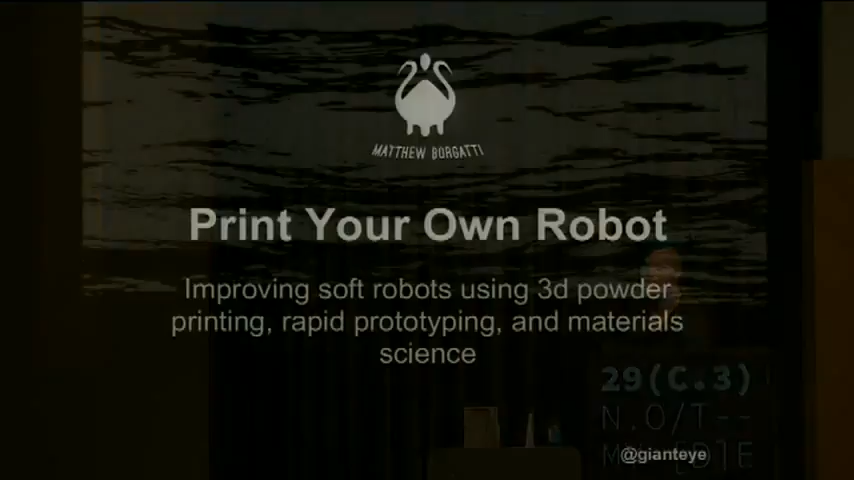 MATTHEW BORGATTI
Print Your Own Robot
Improving soft robots using 3d powder
printing, rapid prototyping, and materials
science
29(C.3)
N.O/T--
@gianteye